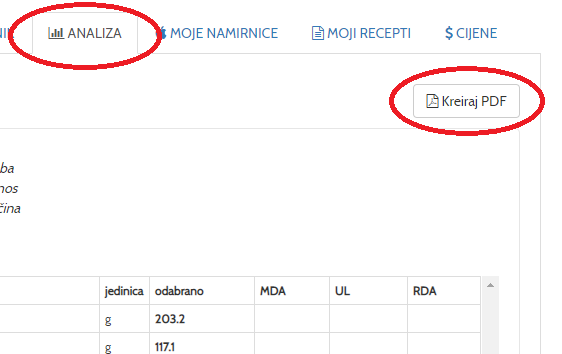 ANALIZA MOJE NAMIRNICE MOJI RECEPTI $ CIJENE
Kreiraj PDF
ba
nos
čina
jedinica odabrano MDA UL RDA
g 203.2
g 117.1